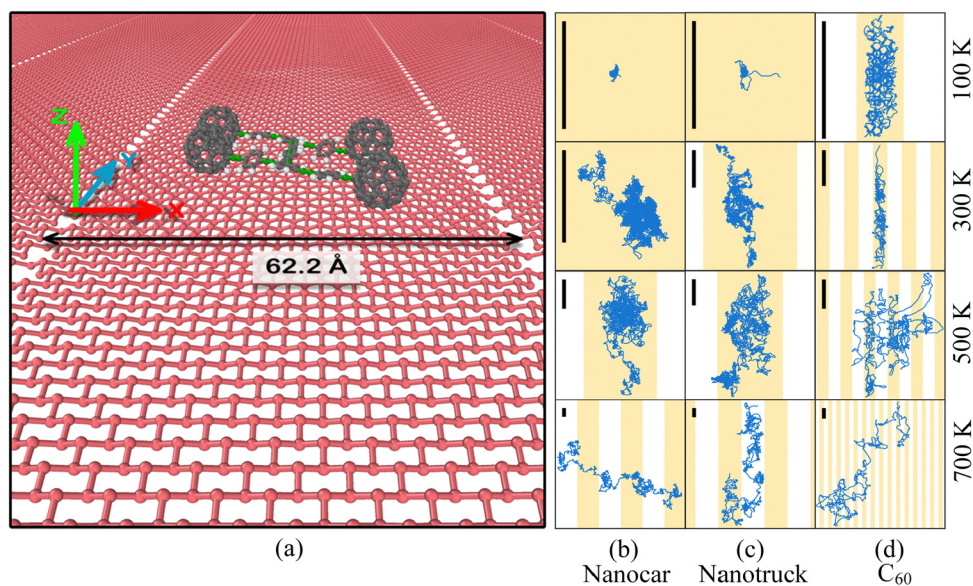 Z
Y
X
62.2 Å
100 K
300 K
500 K
700 K
(a)
(b)
Nanocar
(c)
Nanotruck
(d)
C₆₀